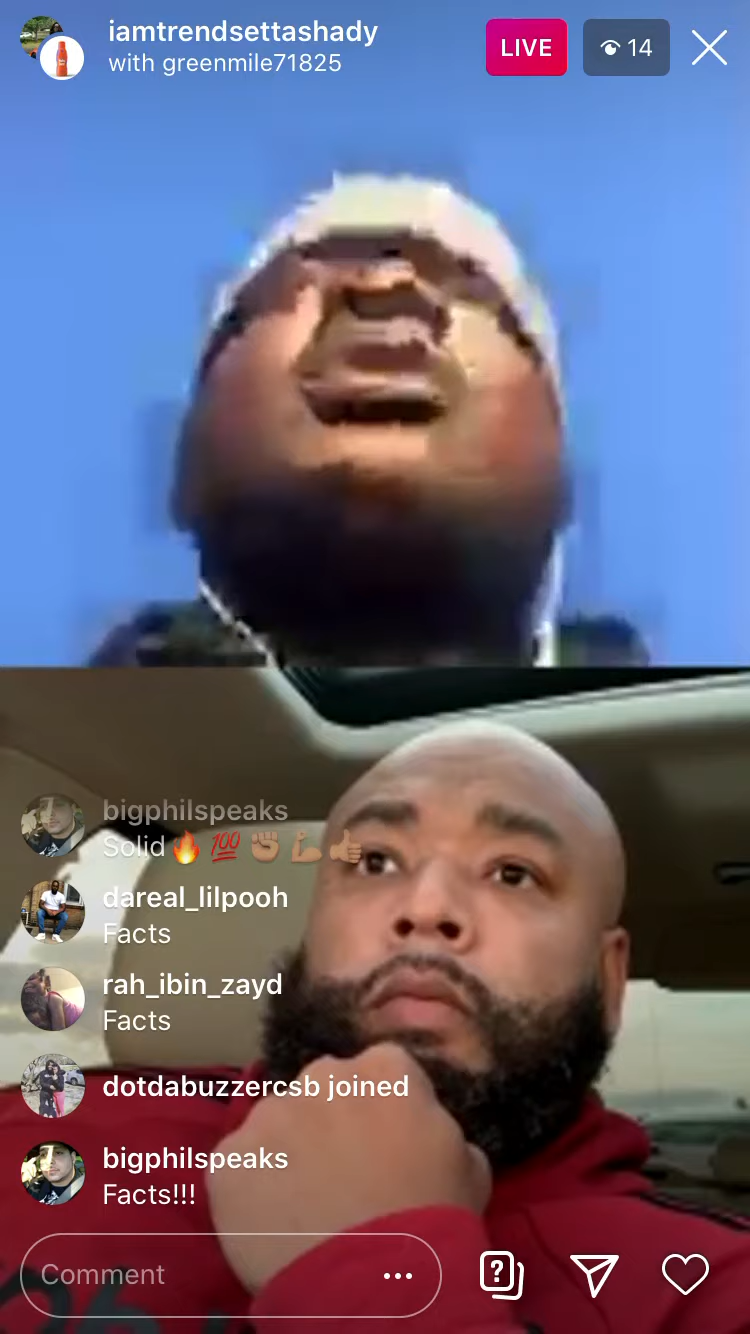 iamtrendsettashady
with greenmile71825
LIVE
14
bigphilspeaks
Solid🔥 💯 ✊🏽 💪🏽👍🏽
dareal_lilpooh
Facts
rah_ibin_zayd
Facts
dotdabuzzercsb joined
bigphilspeaks
Facts!!!
Comment